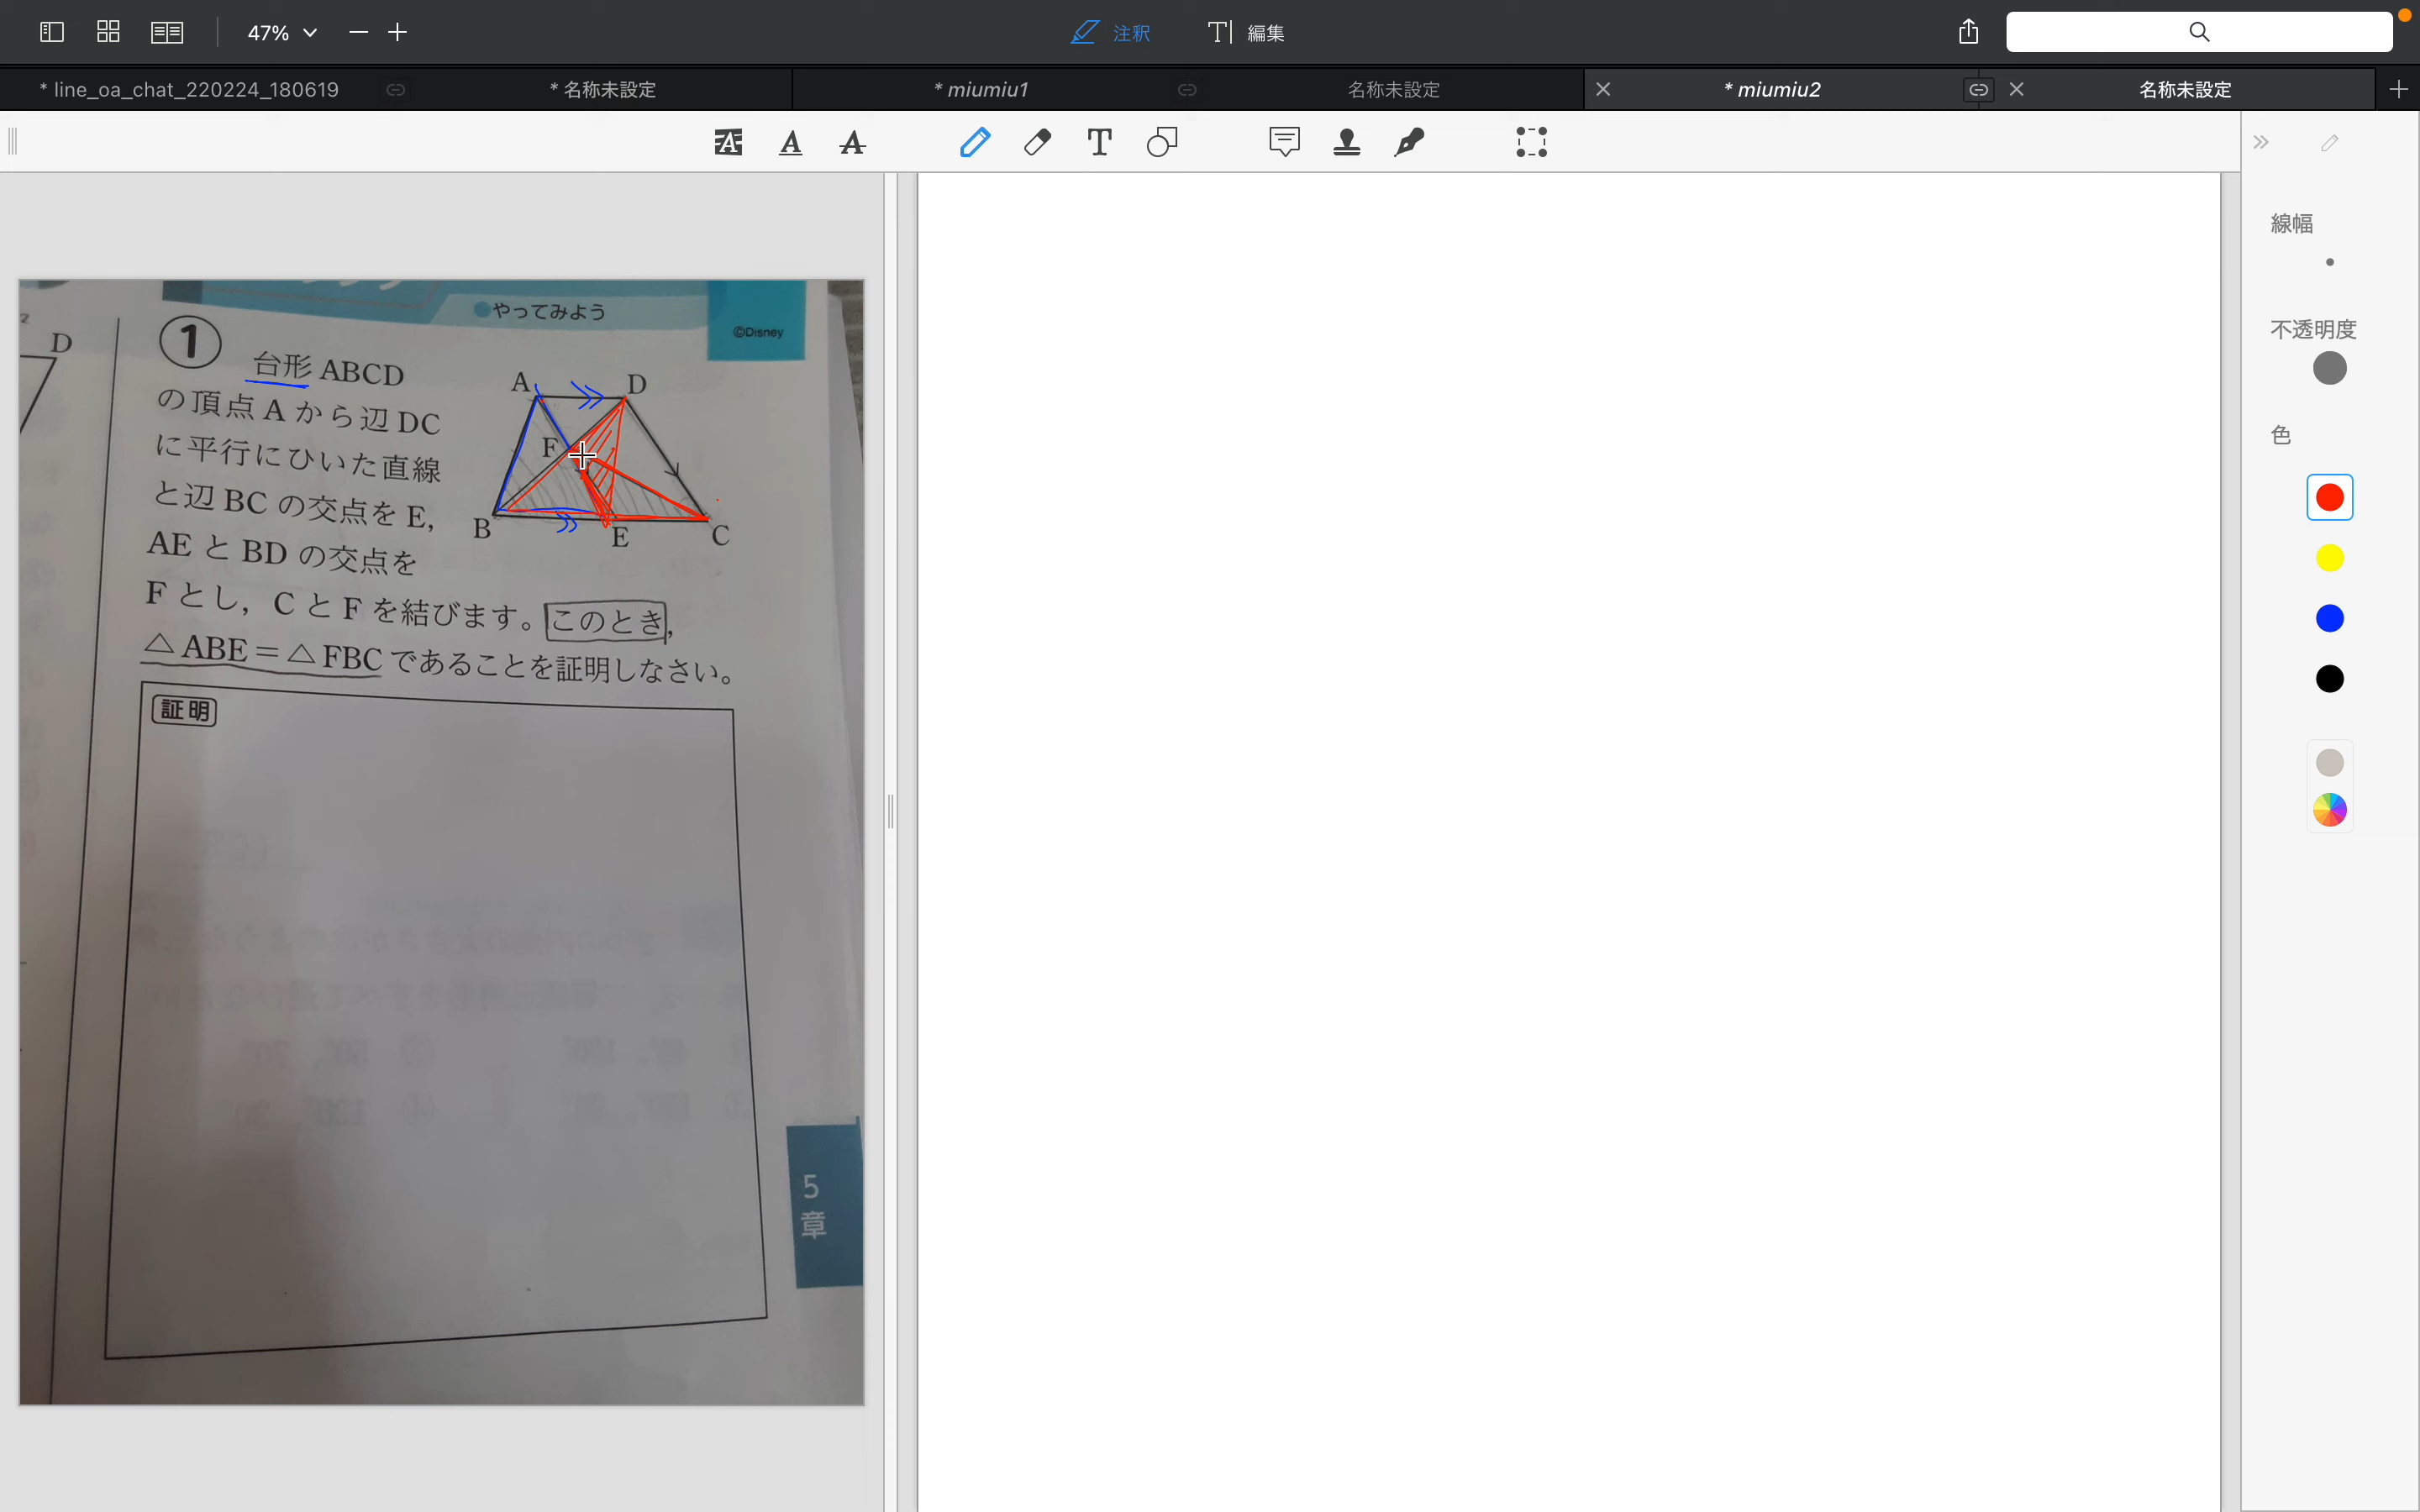 47%
注釈
編集
* line_oa_chat_220224_180619
* 名称未設定
* miumiu1
名称未設定
* miumiu2
名称未設定
線幅
不透明度
色
●やってみよう
©Disney
D
① 台形 ABCD
の頂点 A から辺 DC
に平行にひいた直線
と辺 BC の交点を E,
AE と BD の交点を
F とし, C と F を結びます。このとき,
△ABE=△FBC であることを証明しなさい。
A
D
F
B
E
C
証明
5
章